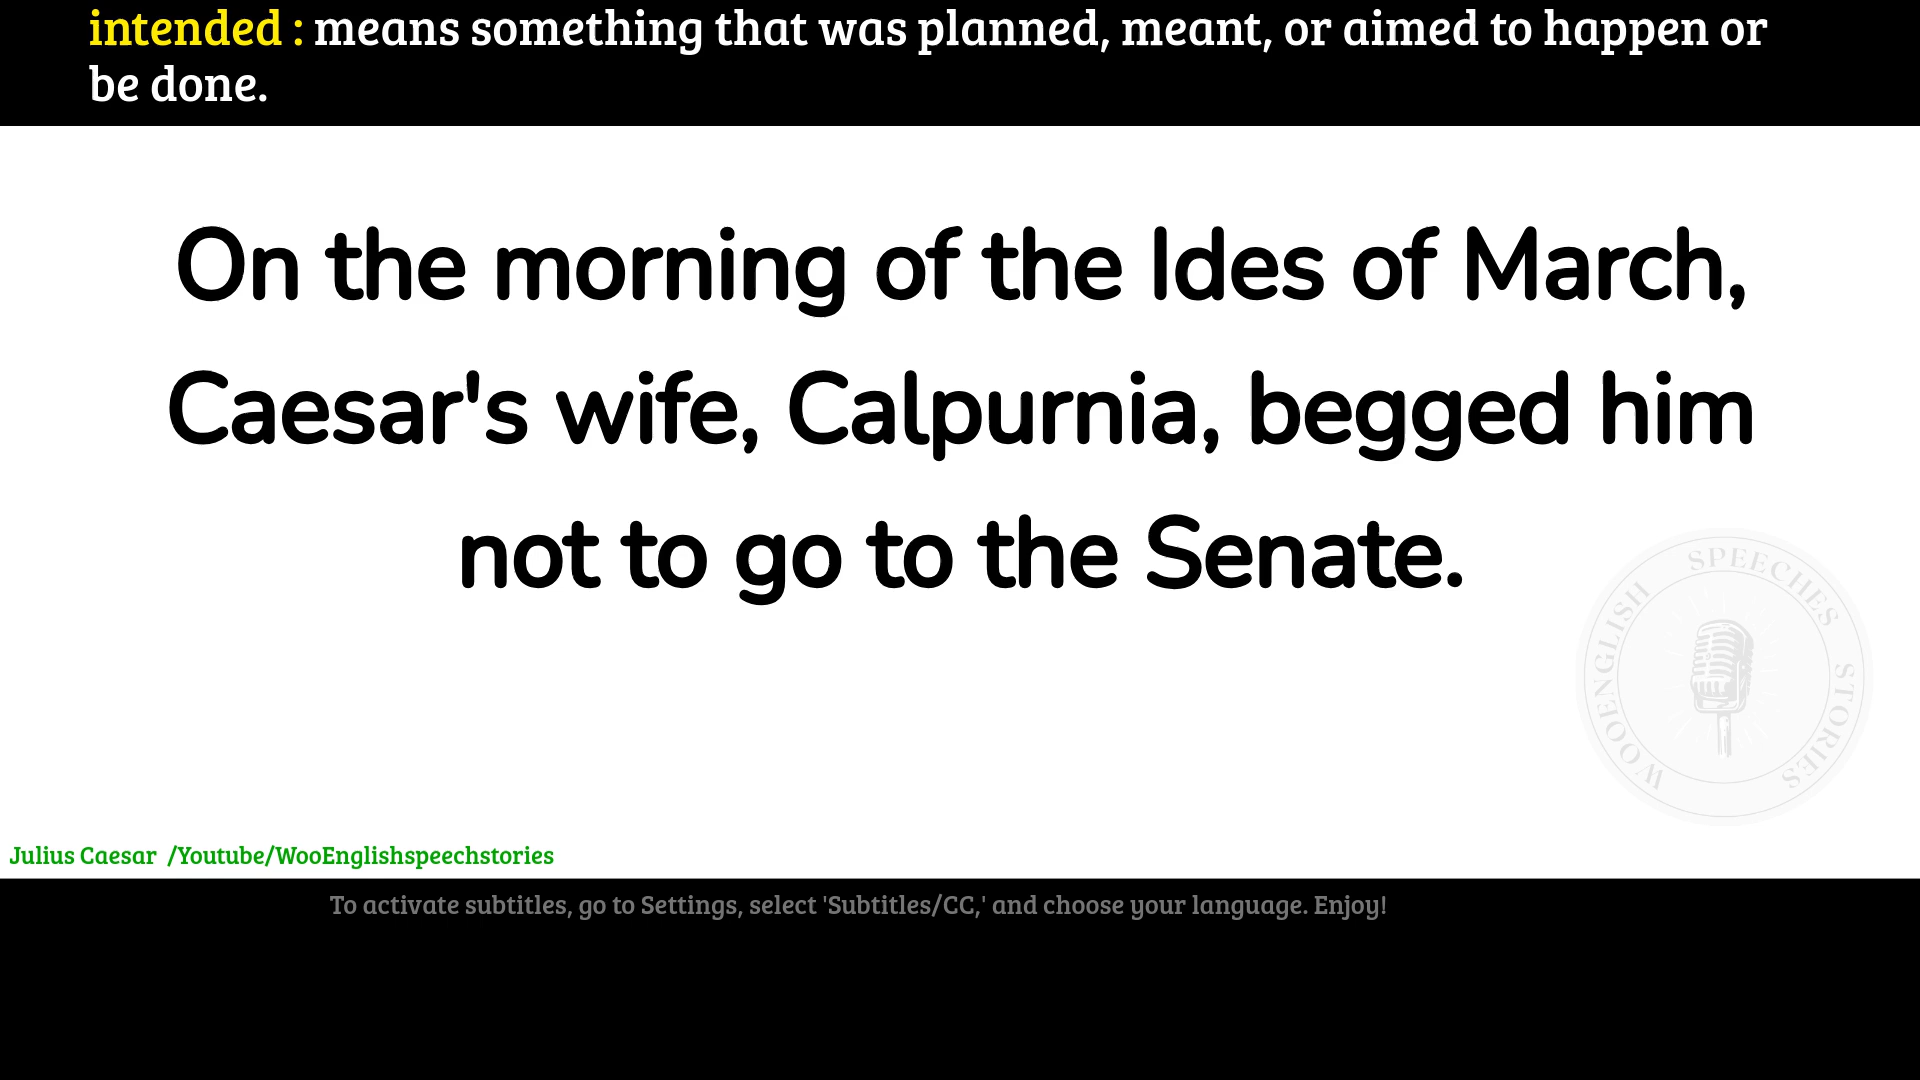 intended : means something that was planned, meant, or aimed to happen or
be done.
On the morning of the Ides of March,
Caesar's wife, Calpurnia, begged him
not to go to the Senate.
WOOENGLISH SPEECHES STORIES
Julius Caesar /Youtube/WooEnglishspeechstories
To activate subtitles, go to Settings, select 'Subtitles/CC,' and choose your language. Enjoy!